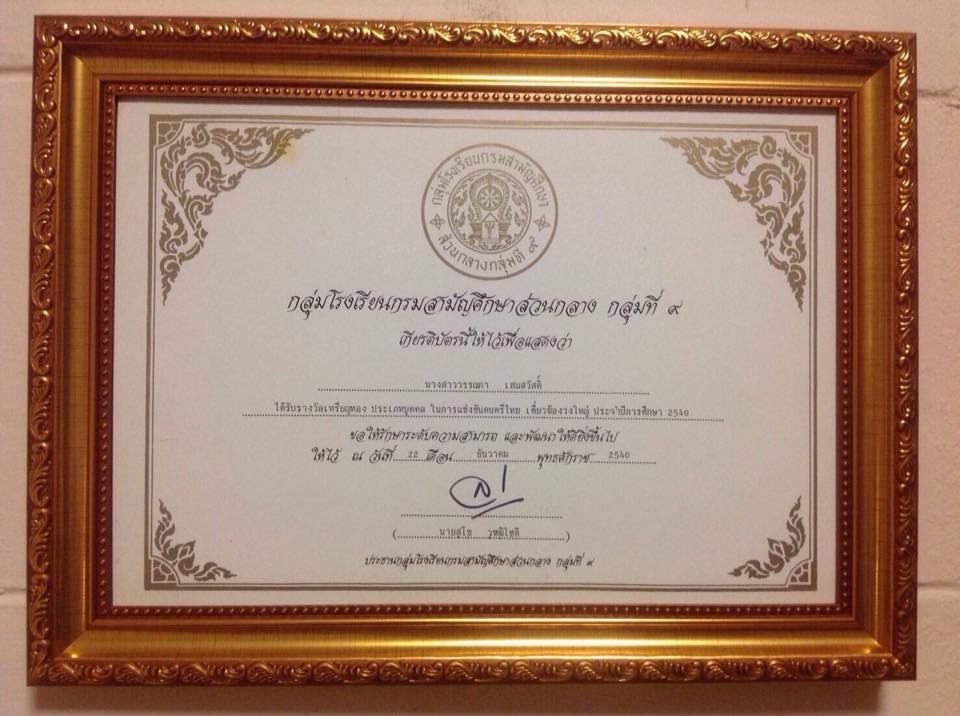 กลุ่มโรงเรียนกรมสามัญศึกษา
ส่วนกลางกลุ่มที่ ๙
กลุ่มโรงเรียนกรมสามัญศึกษาส่วนกลาง กลุ่มที่ ๙
เกียรติบัตรนี้ให้ไว้เพื่อแสดงว่า
นางสาววรรณภา เสมสวัสดิ์
ได้รับรางวัลเหรียญทอง ประเภทบุคคล ในการแข่งขันดนตรีไทย เดี่ยวฆ้องวงใหญ่ ประจำปีการศึกษา 2540
ขอให้รักษาระดับความสามารถ และพัฒนาให้ดียิ่งขึ้นไป
ให้ไว้ ณ วันที่ 22 เดือน ธันวาคม พุทธศักราช 2540
( นายสุโข วุฑฒิโชติ )
ประธานกลุ่มโรงเรียนกรมสามัญศึกษาส่วนกลาง กลุ่มที่ ๙